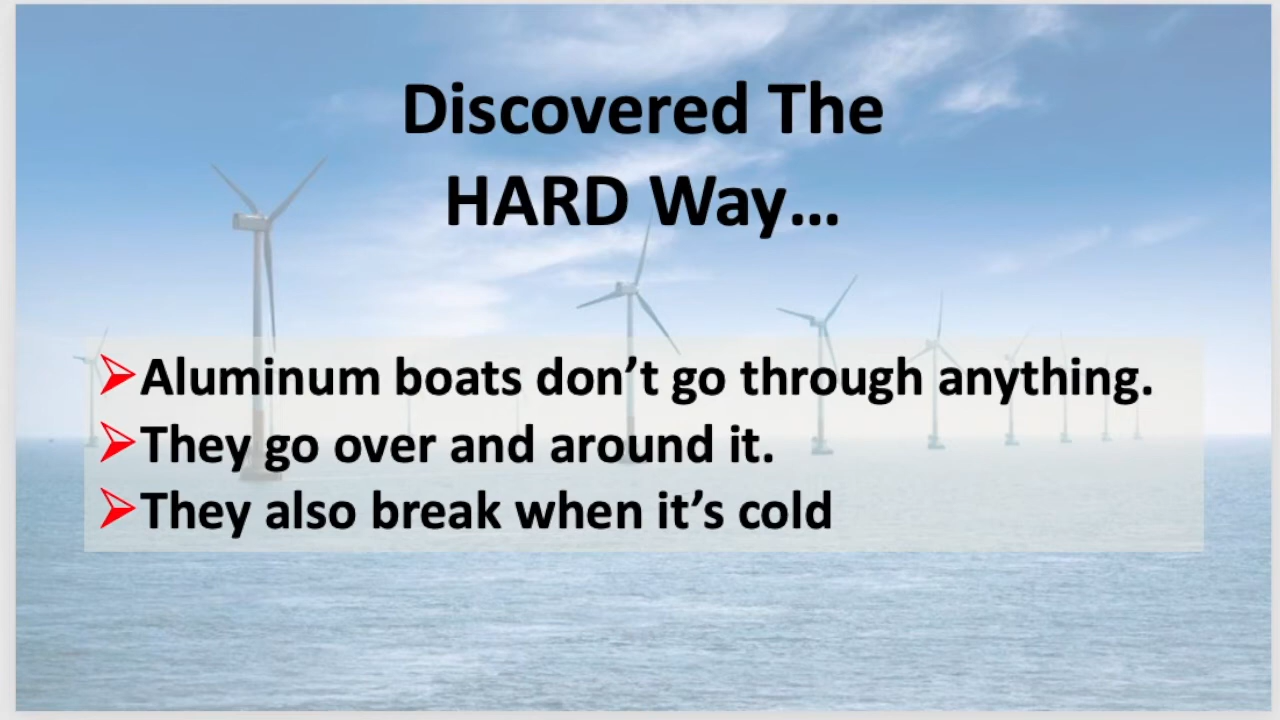 Discovered The
HARD Way…
Aluminum boats don’t go through anything.
They go over and around it.
They also break when it’s cold